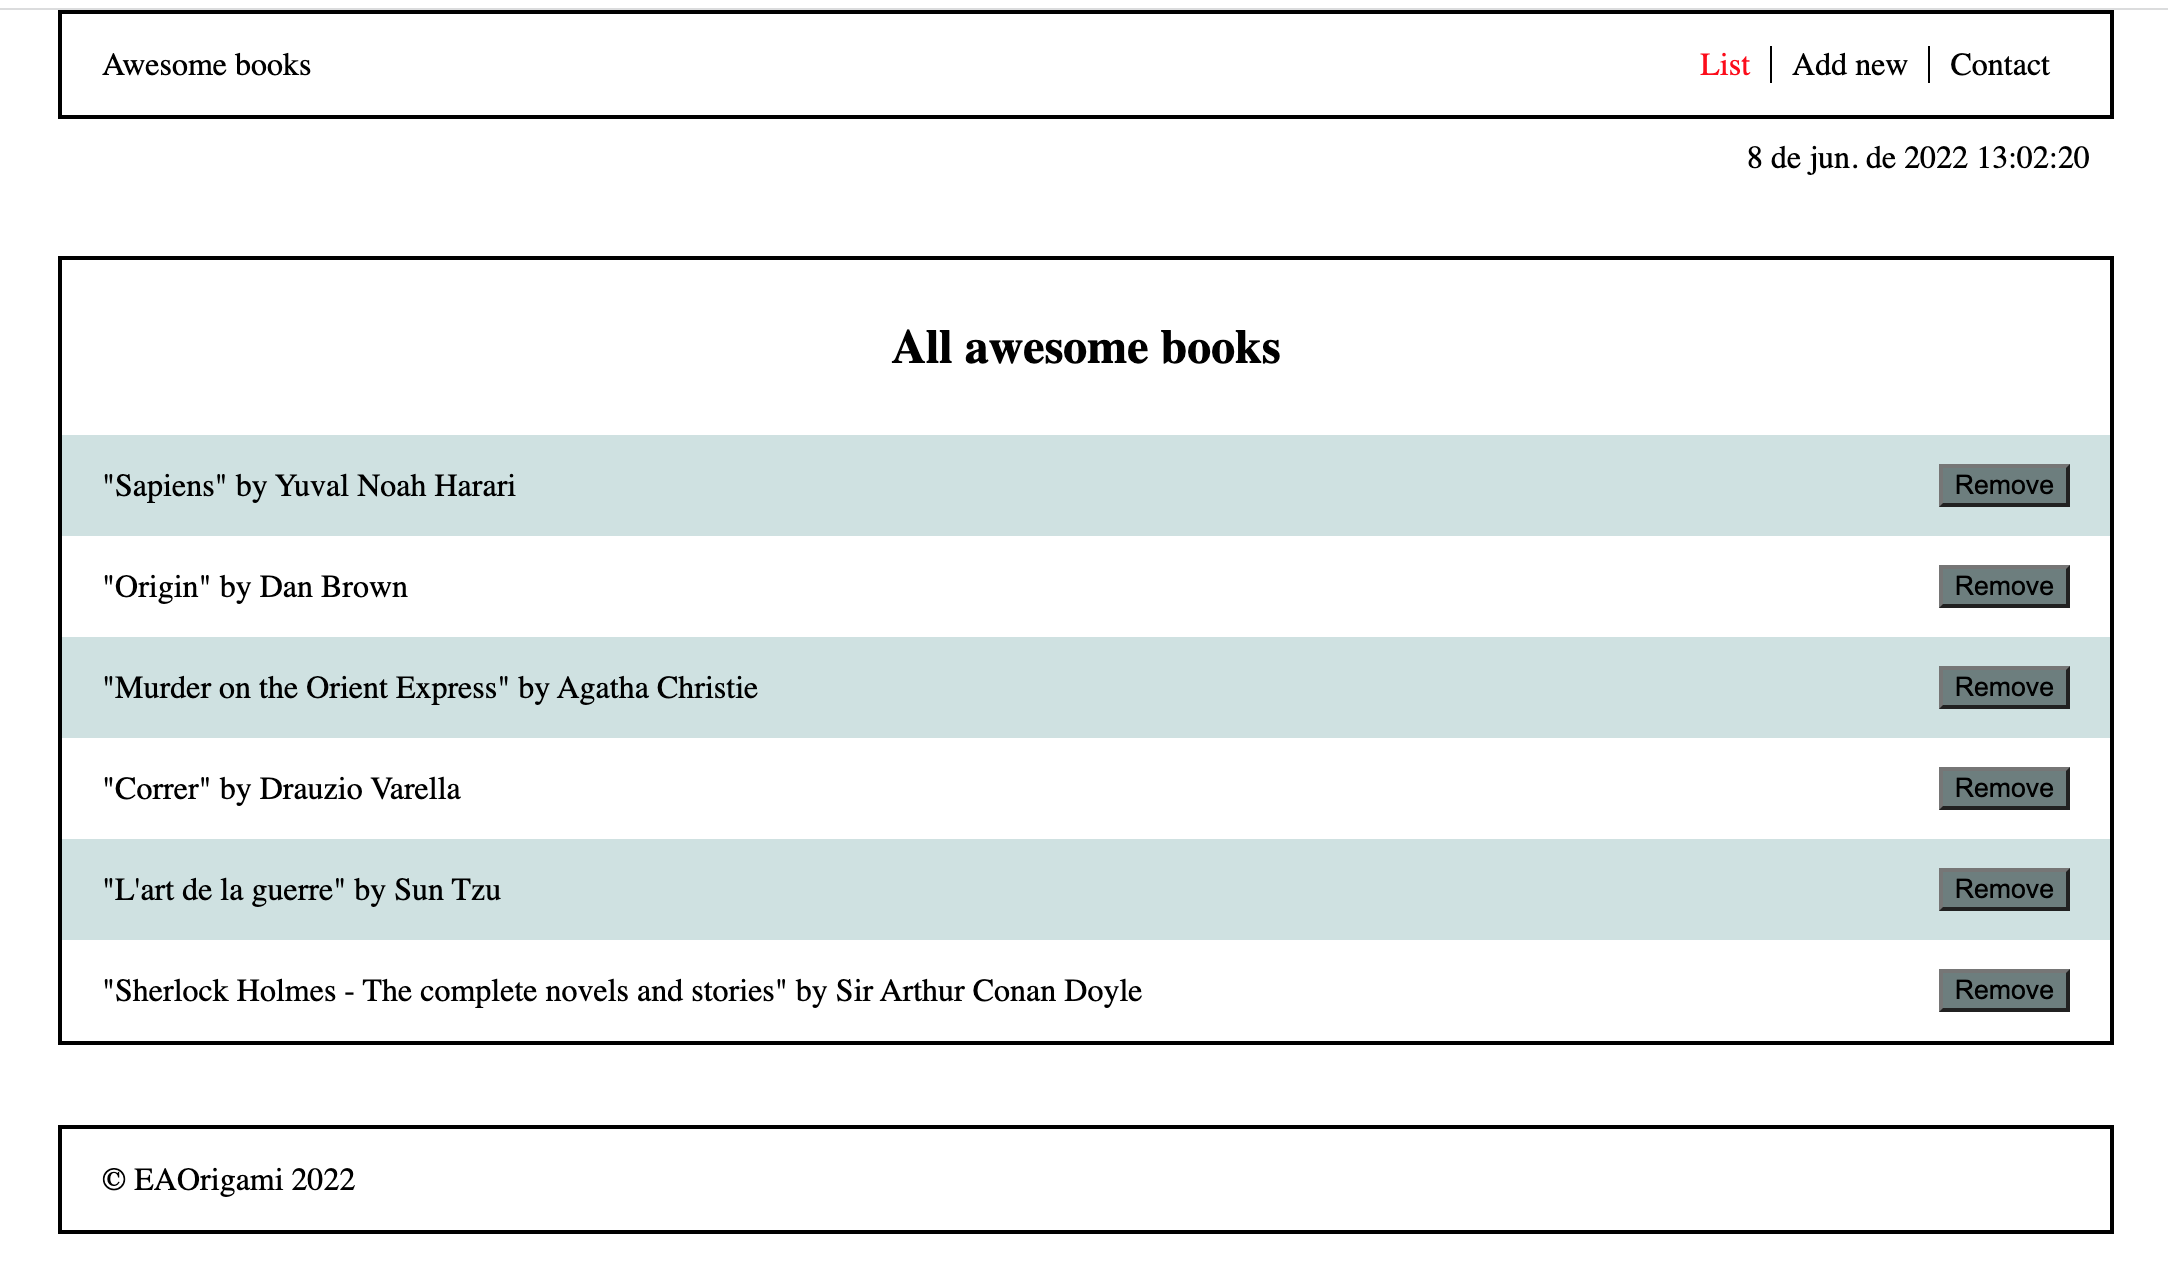 Awesome books
List
Add new
Contact
8 de jun. de 2022 13:02:20
All awesome books
"Sapiens" by Yuval Noah Harari
Remove
"Origin" by Dan Brown
Remove
"Murder on the Orient Express" by Agatha Christie
Remove
"Correr" by Drauzio Varella
Remove
"L'art de la guerre" by Sun Tzu
Remove
"Sherlock Holmes - The complete novels and stories" by Sir Arthur Conan Doyle
Remove
© EAOrigami 2022